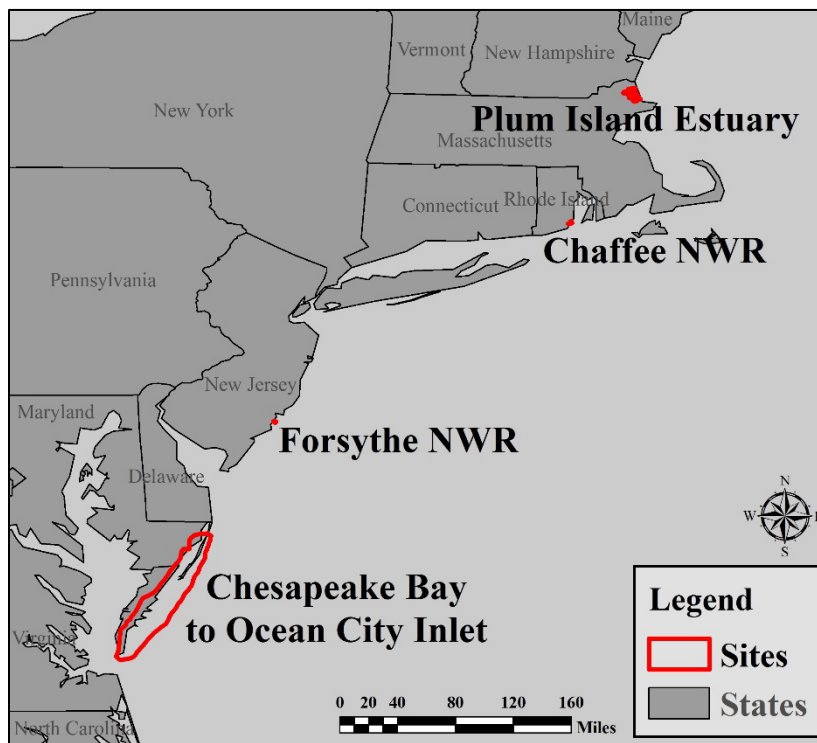 Maine
Vermont
New Hampshire
New York
Plum Island Estuary
Massachusetts
Connecticut
Rhode Island
Chaffee NWR
Pennsylvania
New Jersey
Maryland
Forsythe NWR
Delaware
N
W
E
S
Chesapeake Bay
to Ocean City Inlet
Virginia
North Carolina
Legend
Sites
States
0 10 20 40 80 120 160
Miles